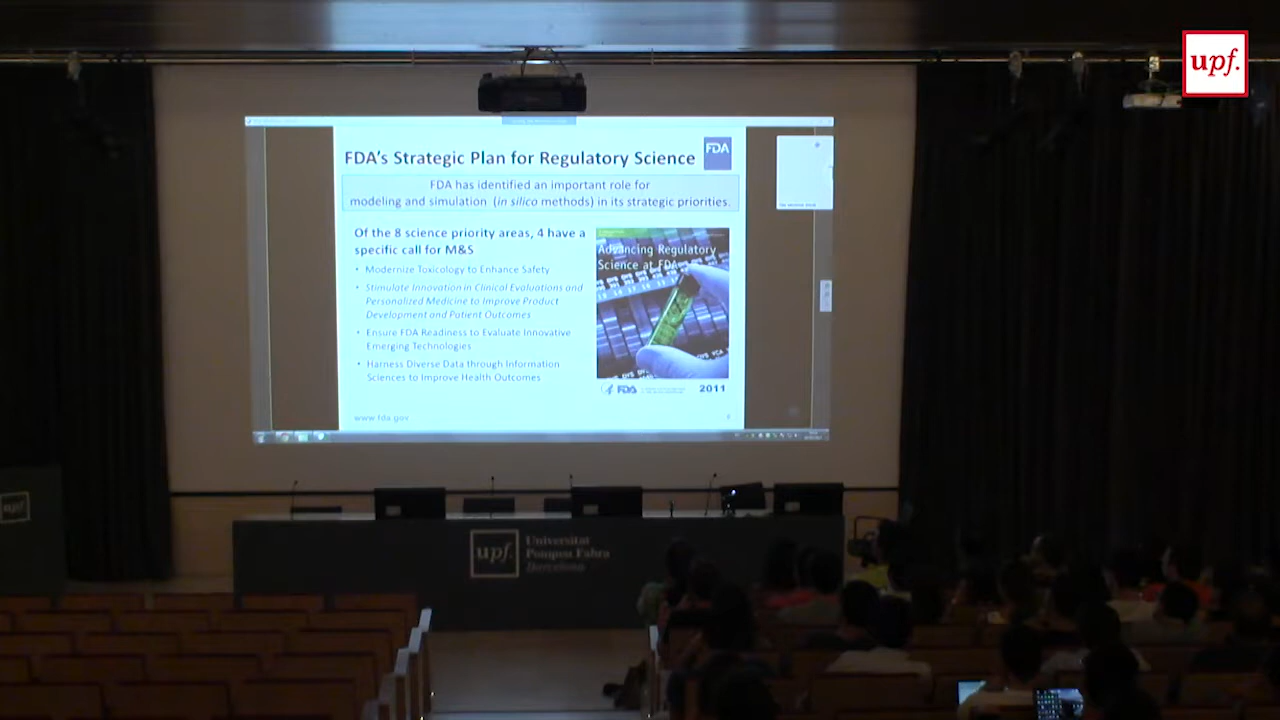 upf.
FDA's Strategic Plan for Regulatory Science
FDA
FDA has identified an important role for
modeling and simulation (in silico methods) in its strategic priorities.
Of the 8 science priority areas, 4 have a
specific call for M&S
• Modernize Toxicology to Enhance Safety
• Stimulate Innovation in Clinical Evaluations and
Personalized Medicine to Improve Product
Development and Patient Outcomes
• Ensure FDA Readiness to Evaluate Innovative
Emerging Technologies
• Harness Diverse Data through Information
Sciences to Improve Health Outcomes
Advancing Regulatory
Science at FDA
FDA
2011
www.fda.gov
upf.
upf.
Universitat
Pompeu Fabra
Barcelona